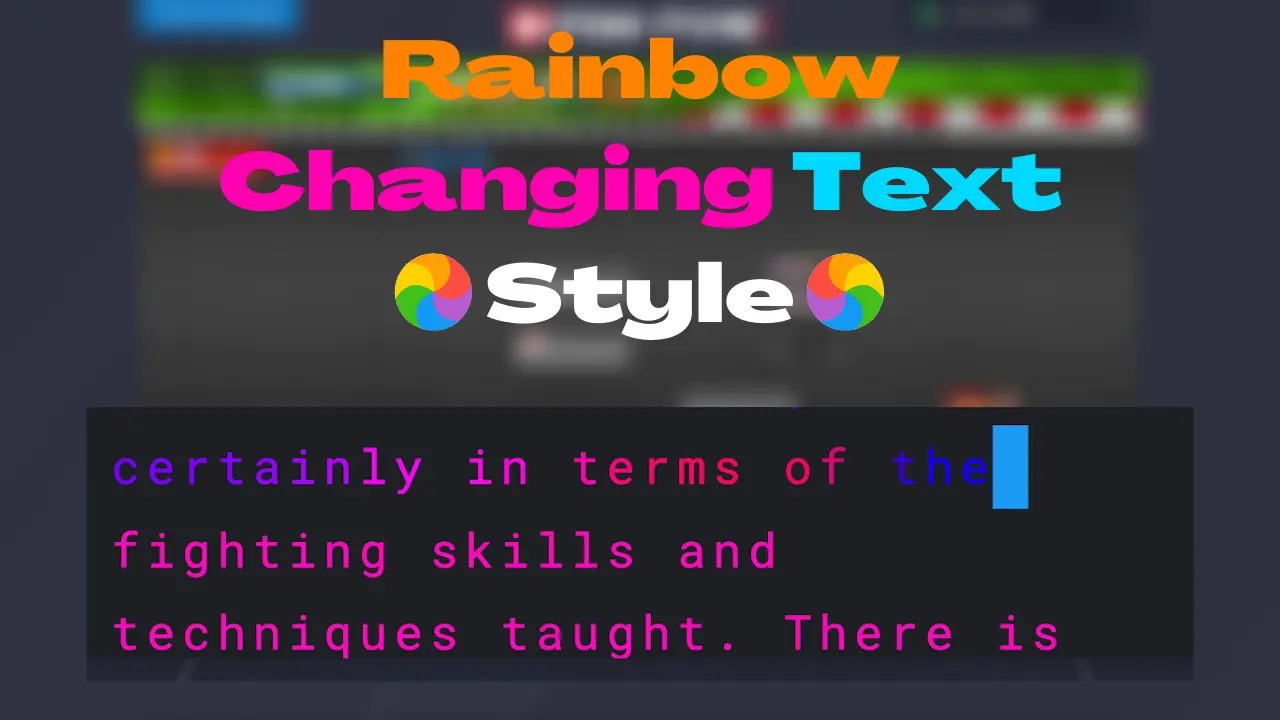 Rainbow
Changing Text
Style
certainly in terms of the
fighting skills and
techniques taught. There is